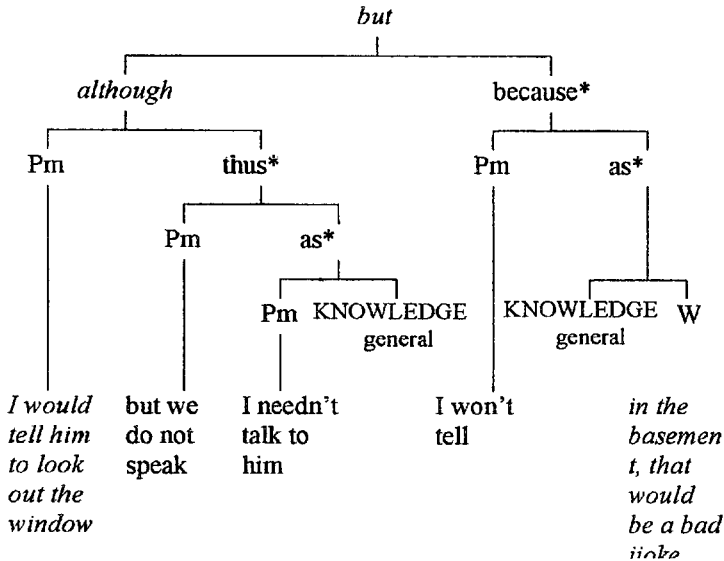 but
although because*
Pm thus* Pm as*
Pm as*
Pm KNOWLEDGE KNOWLEDGE W
general general
I would but we I needn't I won't in the
tell him do not talk to tell basemen
to look speak him t, that
out the would
window be a bad
ijoke